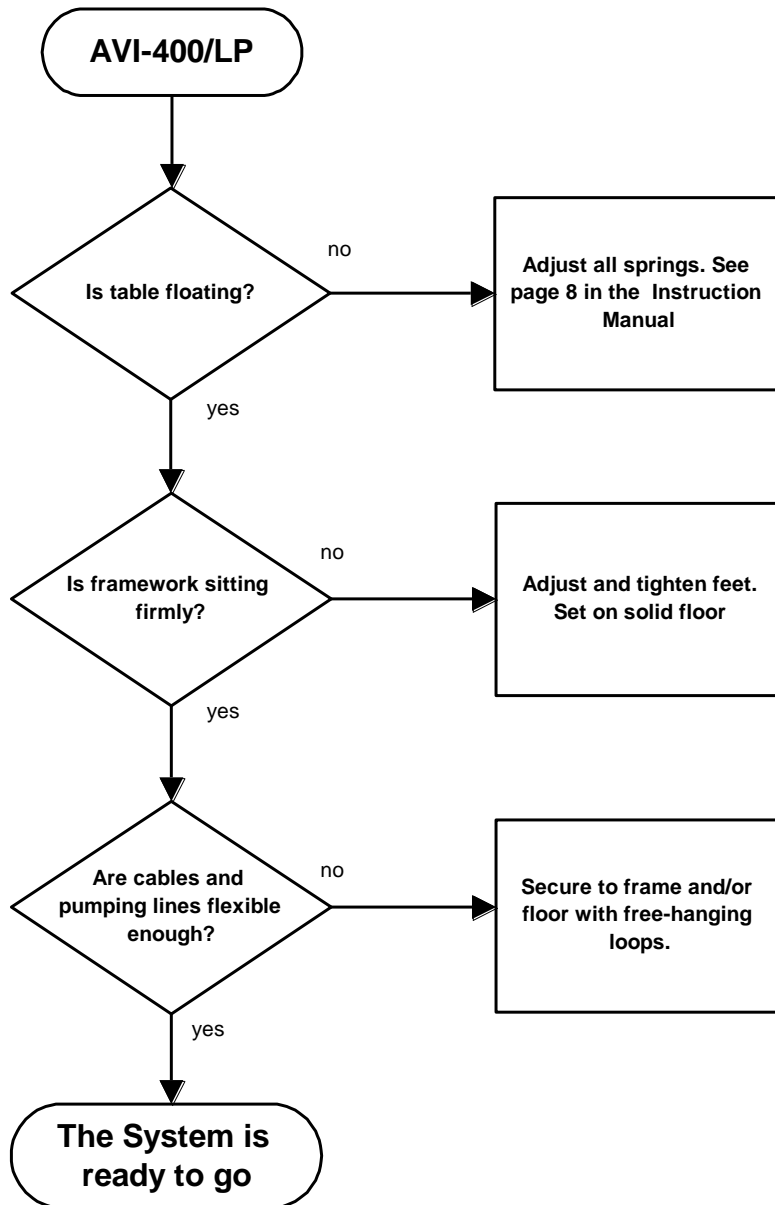 AVI-400/LP
Is table floating?
no
Adjust all springs. See
page 8 in the Instruction
Manual
yes
Is framework sitting
firmly?
no
Adjust and tighten feet.
Set on solid floor
yes
Are cables and
pumping lines flexible
enough?
no
Secure to frame and/or
floor with free-hanging
loops.
yes
The System is
ready to go